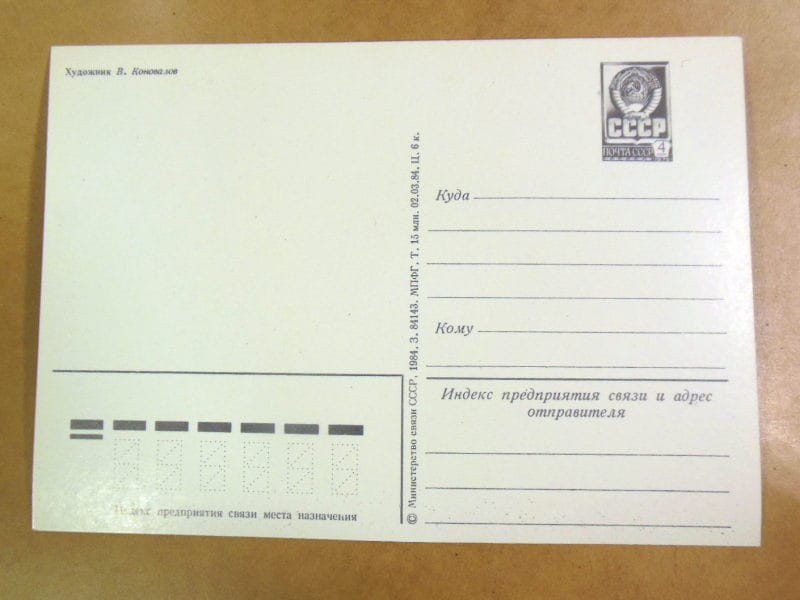 Художник В. Коновалов
СССР
ПОЧТА СССР 4
Куда
Кому
© Министерство связи СССР, 1984. З. 84143. МПФГ. Т. 15 млн. 02.03.84. Ц. 6 к.
Индекс предприятия связи и адрес
отправителя
Индекс предприятия связи места назначения